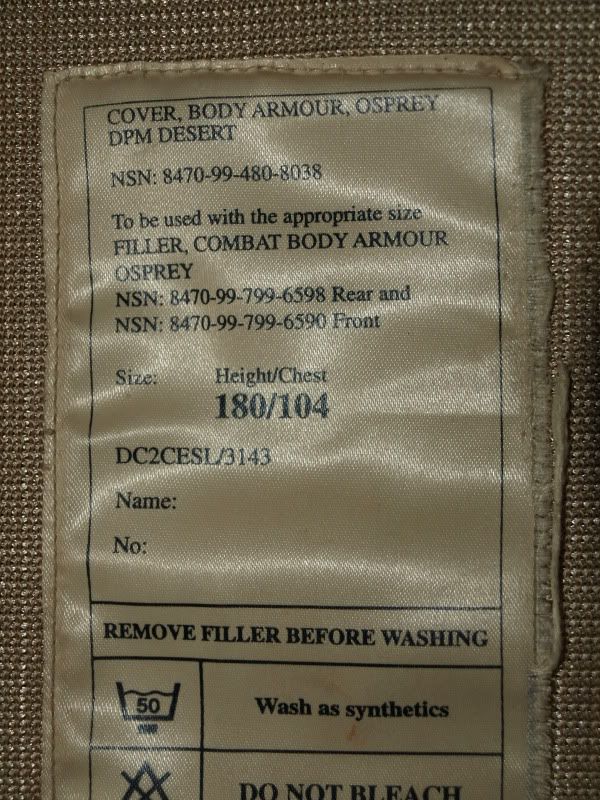 COVER, BODY ARMOUR, OSPREY
DPM DESERT
NSN: 8470-99-480-8038
To be used with the appropriate size
FILLER, COMBAT BODY ARMOUR
OSPREY
NSN: 8470-99-799-6598 Rear and
NSN: 8470-99-799-6590 Front
Size: Height/Chest
180/104
DC2CESL/3143
Name:
No:
REMOVE FILLER BEFORE WASHING
50 Wash as synthetics
DO NOT BLEACH